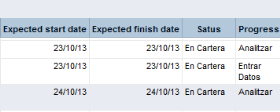 Expected start date Expected finish date Satus Progress
23/10/13 23/10/13 En Cartera Analitzar
23/10/13 23/10/13 En Cartera Entrar
Datos
24/10/13 24/10/13 En Cartera Analitzar